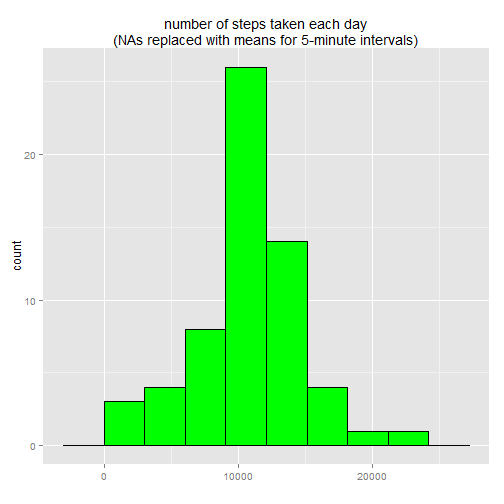 number of steps taken each day
(NAs replaced with means for 5-minute intervals)
count
20
10
0
0
10000
20000